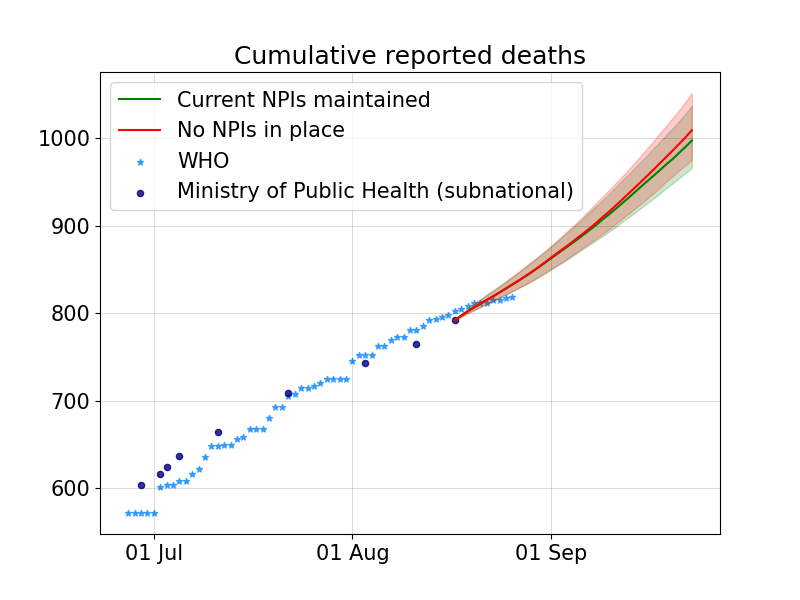 Cumulative reported deaths
Current NPIs maintained
No NPIs in place
WHO
Ministry of Public Health (subnational)
1000
900
800
700
600
01 Jul
01 Aug
01 Sep